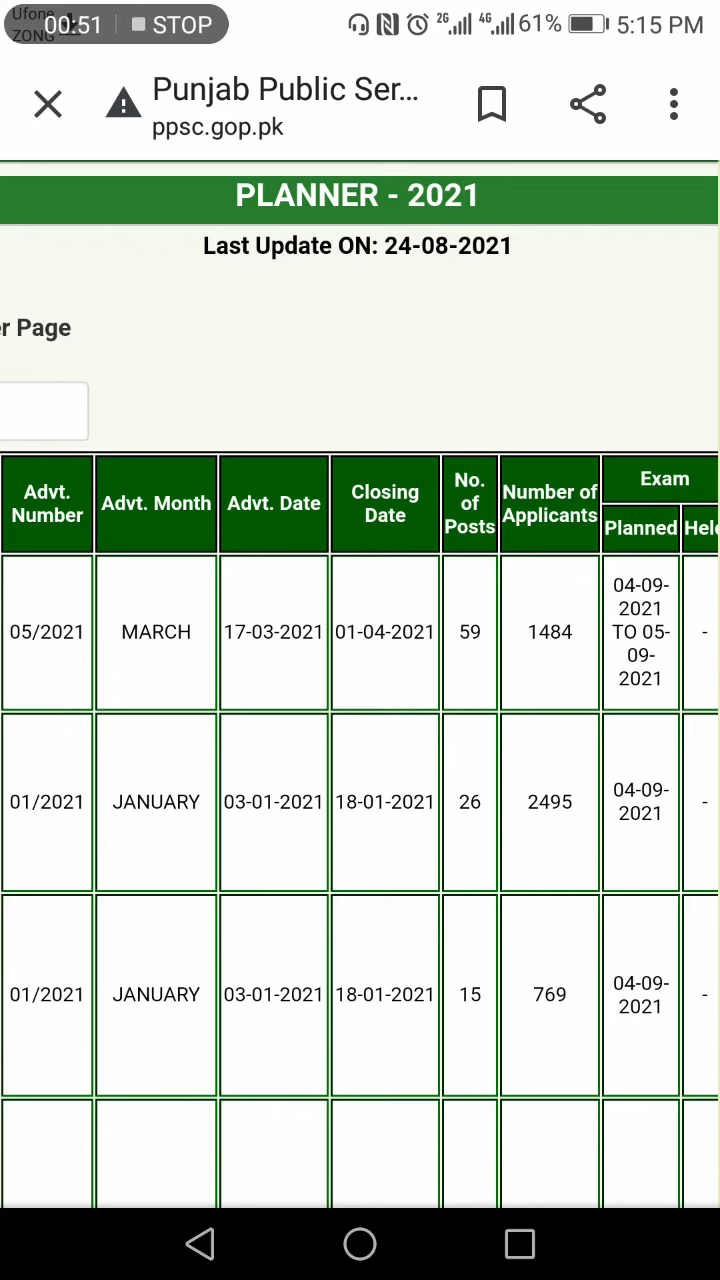 Ufone
ZONG
00:51 STOP 2G 4G 61% 5:15 PM
Punjab Public Ser...
ppsc.gop.pk
PLANNER - 2021
Last Update ON: 24-08-2021
er Page
Advt. Number Advt. Month Advt. Date Closing Date No. of Posts Number of Applicants Exam
Planned Held
05/2021 MARCH 17-03-2021 01-04-2021 59 1484 04-09-2021 TO 05-09-2021 -
01/2021 JANUARY 03-01-2021 18-01-2021 26 2495 04-09-2021 -
01/2021 JANUARY 03-01-2021 18-01-2021 15 769 04-09-2021 -